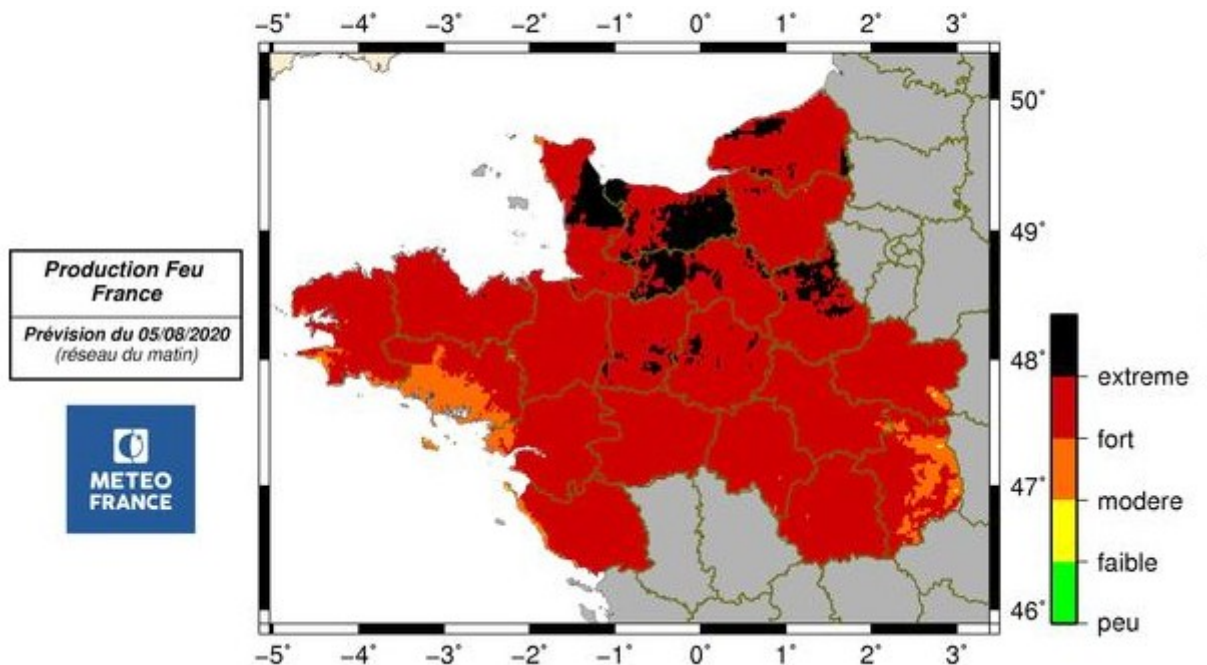 −5° −4° −3° −2° −1° 0° 1° 2° 3°
50°
49°
48°
47°
46°
−5° −4° −3° −2° −1° 0° 1° 2° 3°
Production Feu
France
Prévision du 05/08/2020
(réseau du matin)
METEO
FRANCE
extreme
fort
modere
faible
peu